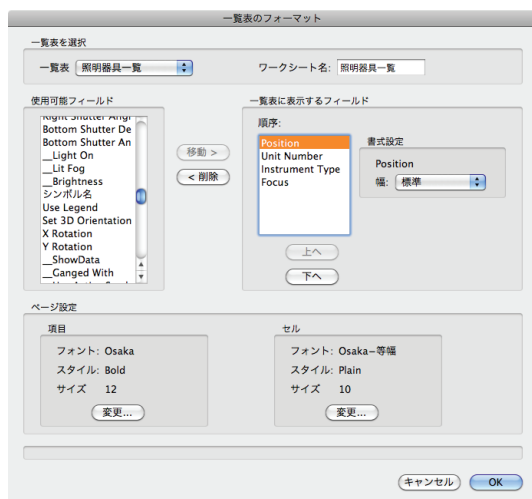 一覧表のフォーマット
一覧表を選択
一覧表 照明器具一覧 ワークシート名: 照明器具一覧
使用可能フィールド
Right Shutter Angl
Bottom Shutter De
Bottom Shutter An
__Light On
__Lit Fog
__Brightness
シンボル名
Use Legend
Set 3D Orientation
X Rotation
Y Rotation
__ShowData
__Ganged With
移動 >
< 削除
一覧表に表示するフィールド
順序:
Position
Unit Number
Instrument Type
Focus
書式設定
Position
幅: 標準
上へ
下へ
ページ設定
項目
フォント: Osaka
スタイル: Bold
サイズ 12
変更...
セル
フォント: Osaka−等幅
スタイル: Plain
サイズ 10
変更...
キャンセル OK